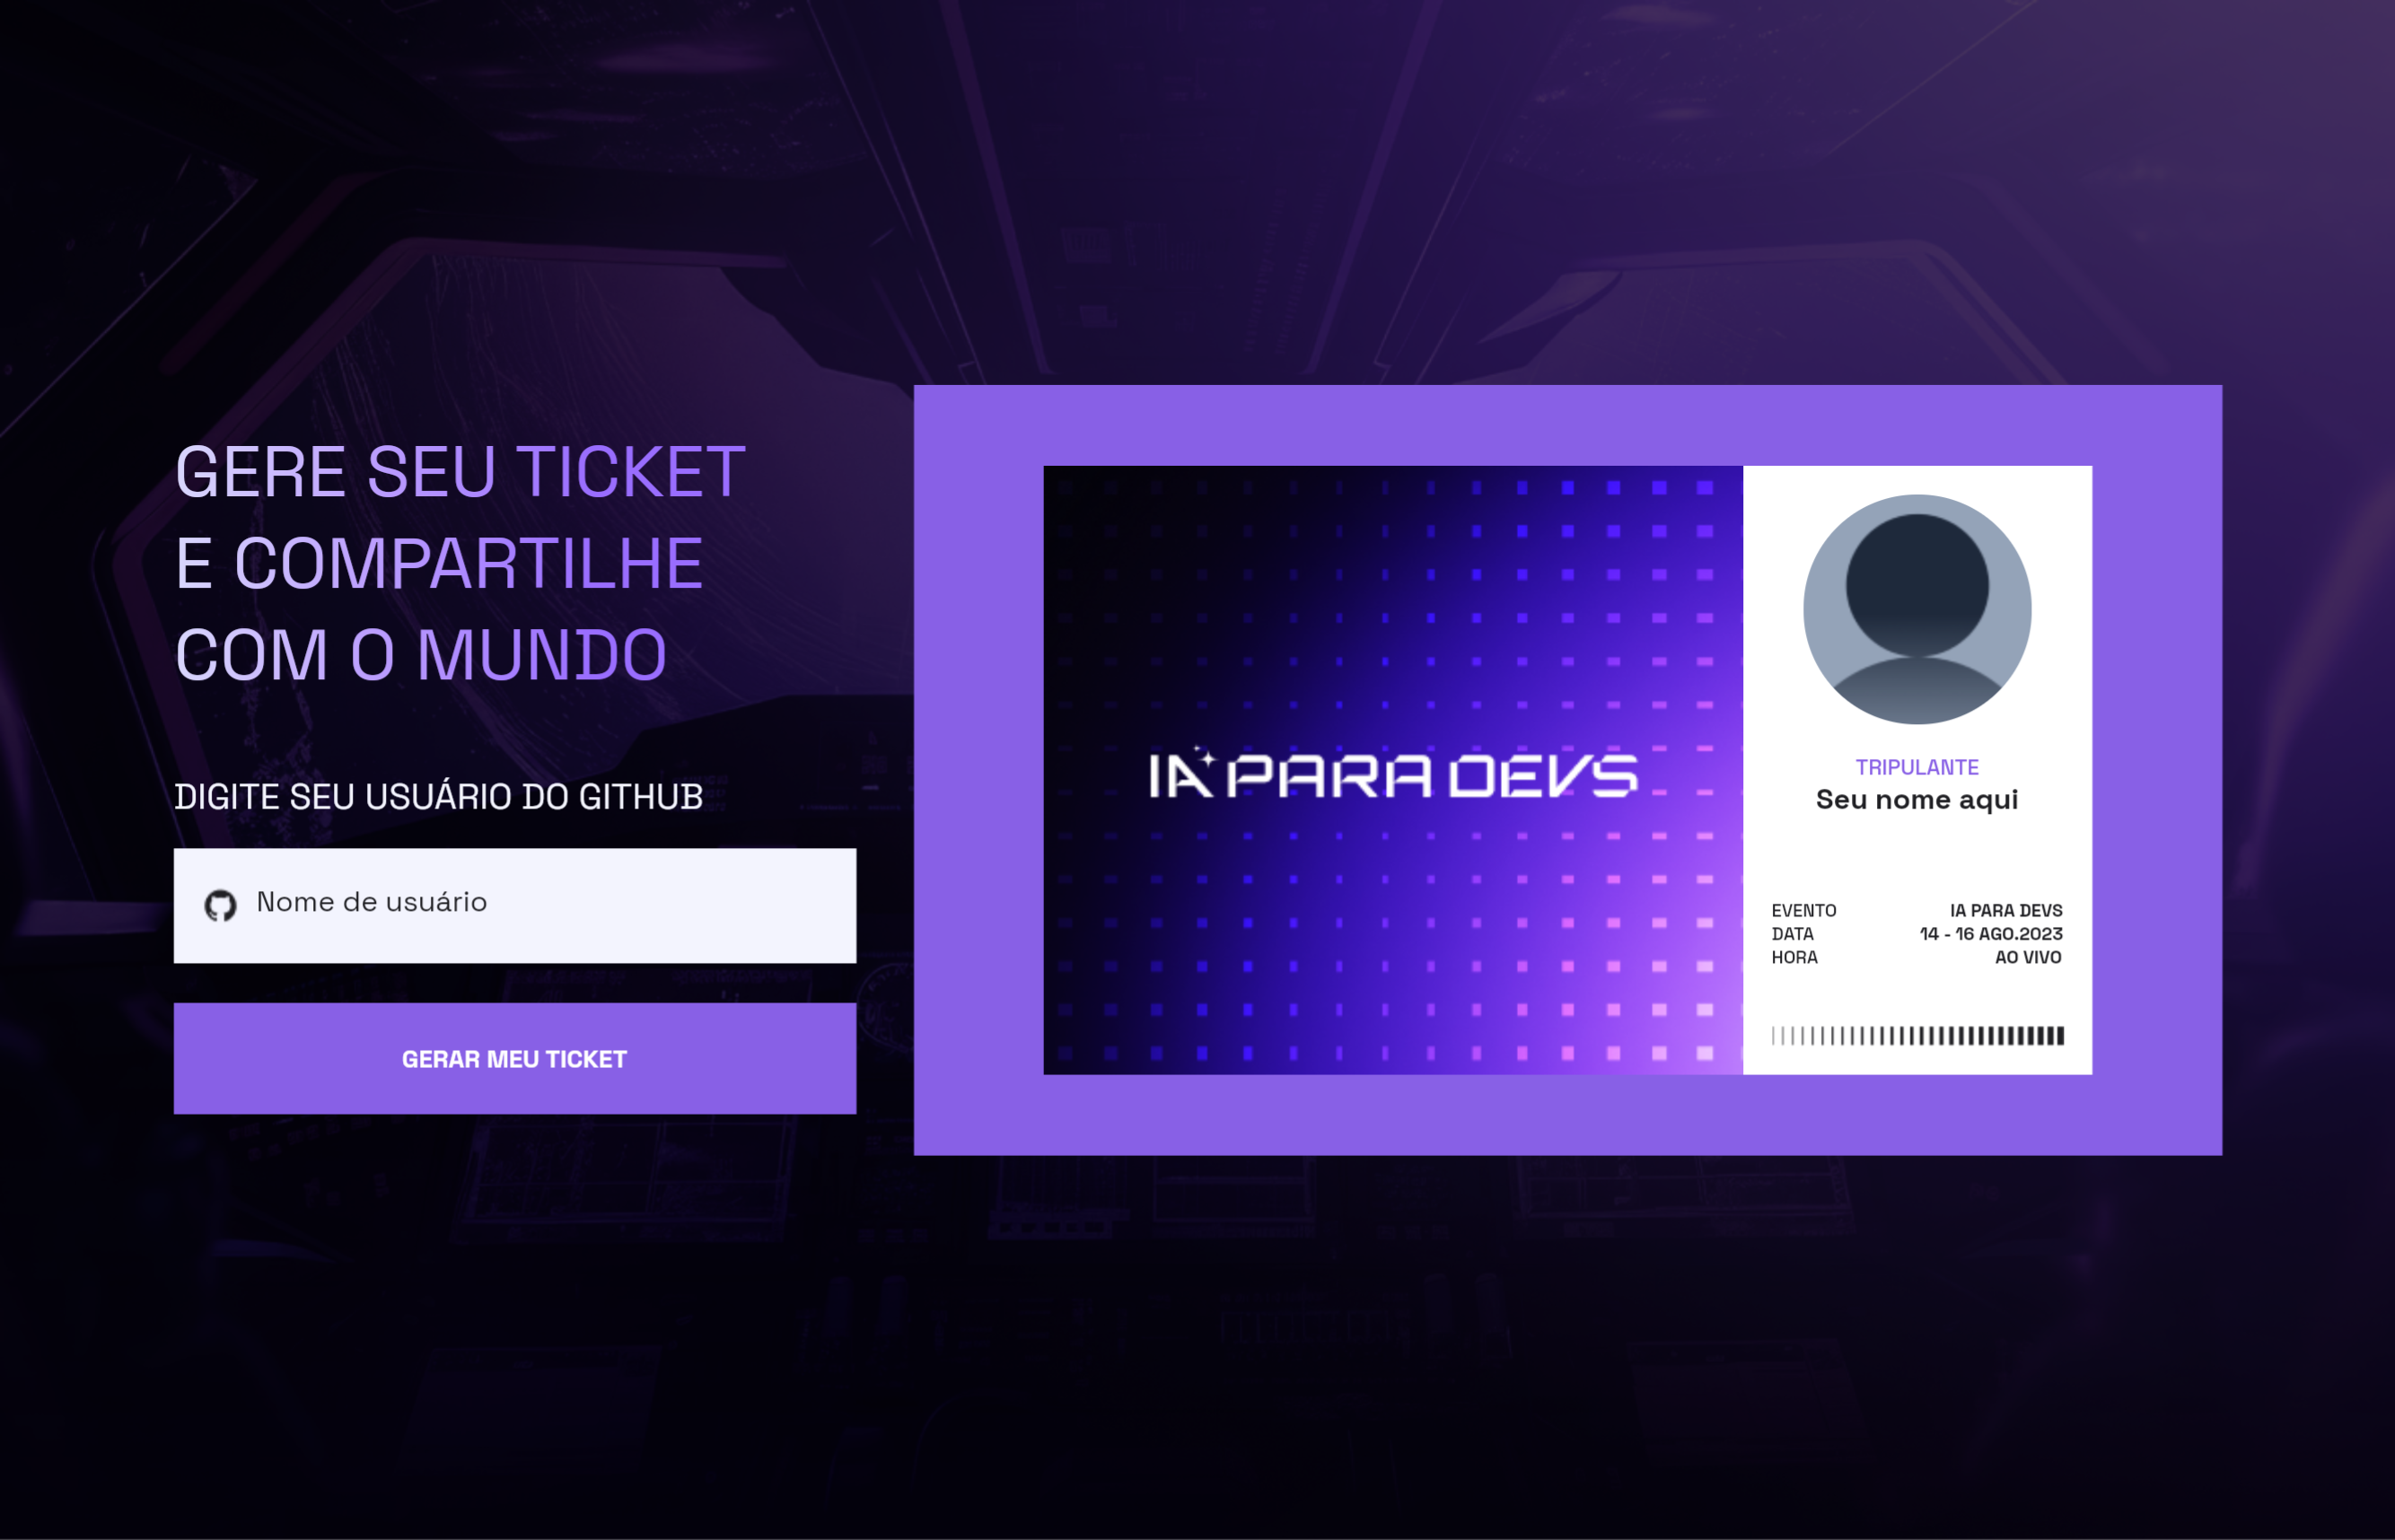 GERE SEU TICKET
E COMPARTILHE
COM O MUNDO
DIGITE SEU USUÁRIO DO GITHUB
Nome de usuário
GERAR MEU TICKET
IA PARA DEVS
TRIPULANTE
Seu nome aqui
EVENTO IA PARA DEVS
DATA 14 - 16 AGO.2023
HORA AO VIVO